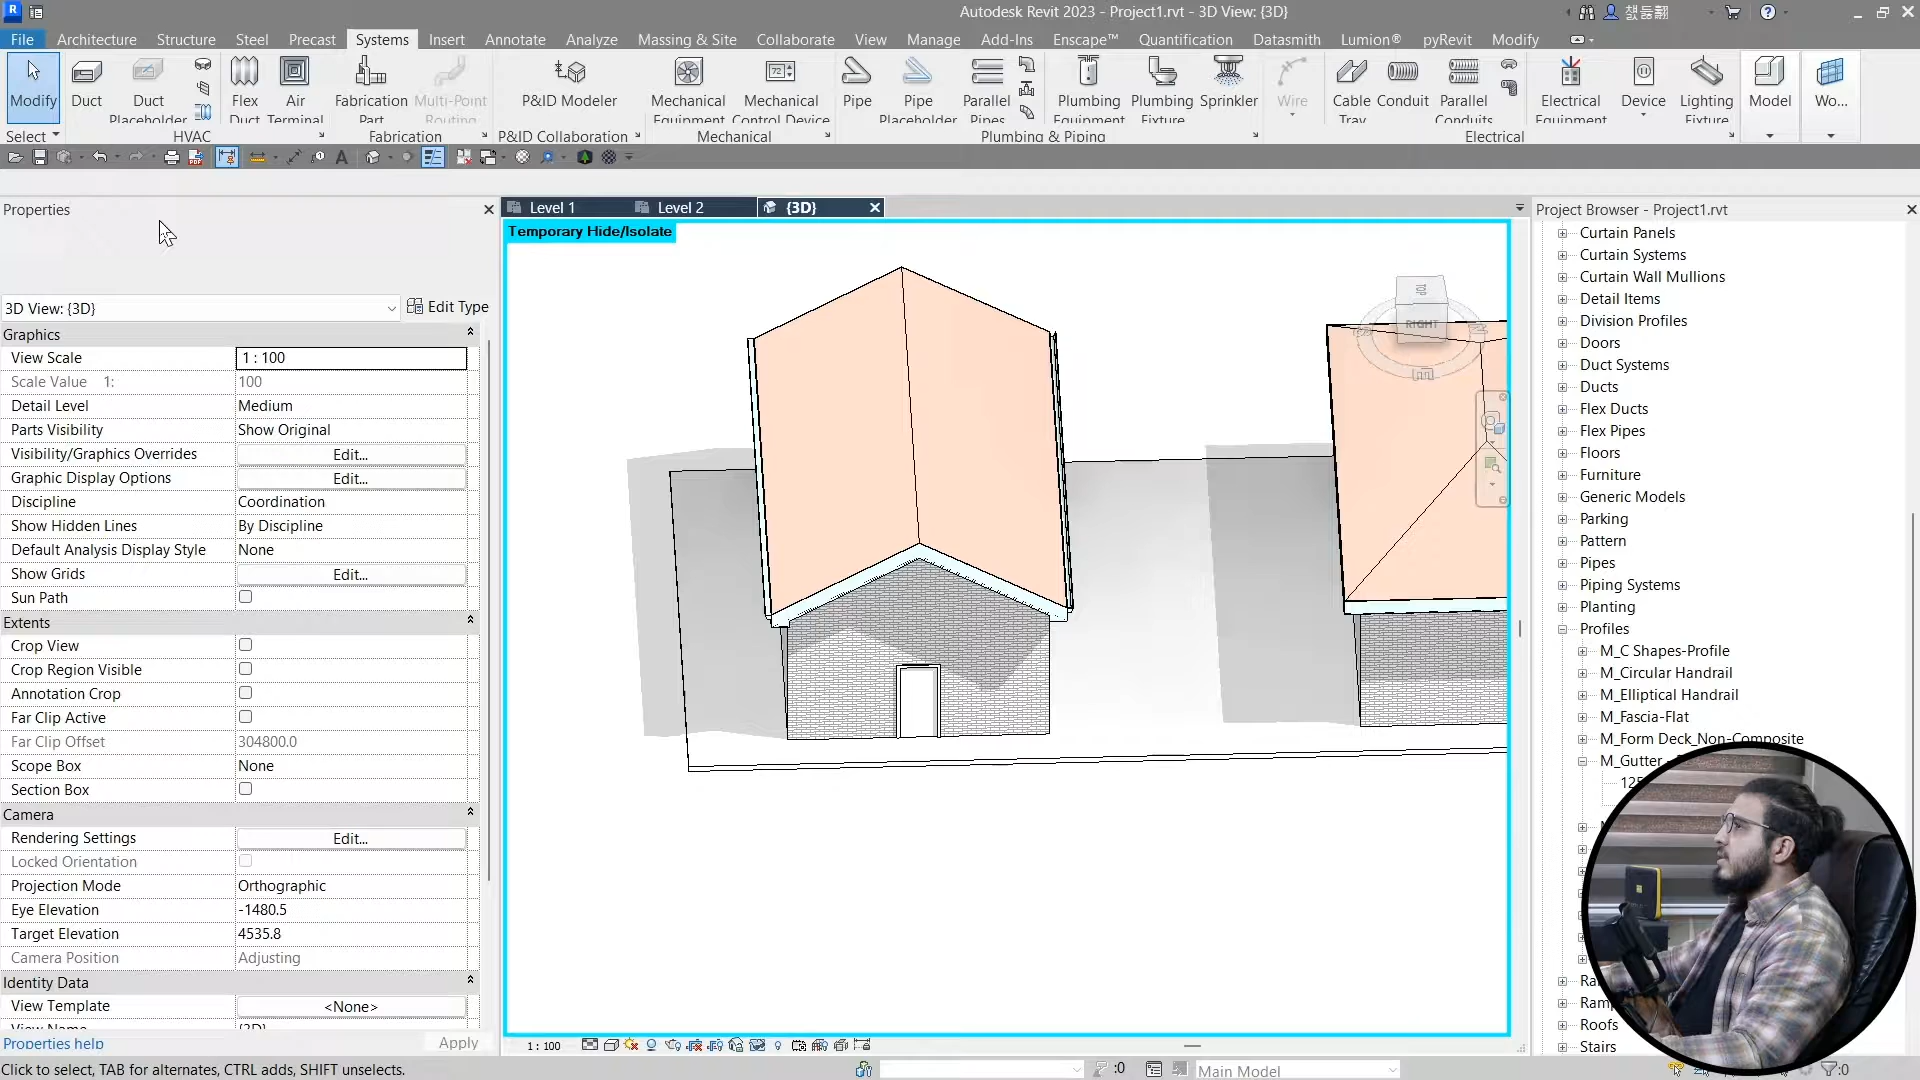 Autodesk Revit 2023 - Project1.rvt - 3D View: {3D}
File Architecture Structure Steel Precast Systems Insert Annotate Analyze Massing & Site Collaborate View Manage Add-Ins Enscape™ Quantification Datasmith Lumion® pyRevit Modify
Modify Duct Duct Placeholder Flex Duct Air Terminal Fabrication Part Multi-Point Routing P&ID Modeler Mechanical Equipment Mechanical Control Device Pipe Pipe Placeholder Parallel Pipes Plumbing Equipment Plumbing Fixture Sprinkler Wire Cable Tray Conduit Parallel Conduits Electrical Equipment Device Lighting Fixture Model Wo...
Select HVAC Fabrication P&ID Collaboration Mechanical Plumbing & Piping Electrical
Properties
3D View: {3D} Edit Type
Graphics
View Scale 1 : 100
Scale Value 1: 100
Detail Level Medium
Parts Visibility Show Original
Visibility/Graphics Overrides Edit...
Graphic Display Options Edit...
Discipline Coordination
Show Hidden Lines By Discipline
Default Analysis Display Style None
Show Grids Edit...
Sun Path
Extents
Crop View
Crop Region Visible
Annotation Crop
Far Clip Active
Far Clip Offset 304800.0
Scope Box None
Section Box
Camera
Rendering Settings Edit...
Locked Orientation
Projection Mode Orthographic
Eye Elevation -1480.5
Target Elevation 4535.8
Camera Position Adjusting
Identity Data
View Template <None>
View Name {3D}
Properties help Apply
Level 1 Level 2 {3D}
Temporary Hide/Isolate
TOP
RIGHT
1 : 100
Project Browser - Project1.rvt
Curtain Panels
Curtain Systems
Curtain Wall Mullions
Detail Items
Division Profiles
Doors
Duct Systems
Ducts
Flex Ducts
Flex Pipes
Floors
Furniture
Generic Models
Parking
Pattern
Pipes
Piping Systems
Planting
Profiles
M_C Shapes-Profile
M_Circular Handrail
M_Elliptical Handrail
M_Fascia-Flat
M_Form Deck_Non-Composite
M_Gutter
Roofs
Stairs
Click to select, TAB for alternates, CTRL adds, SHIFT unselects.
:0 Main Model :0